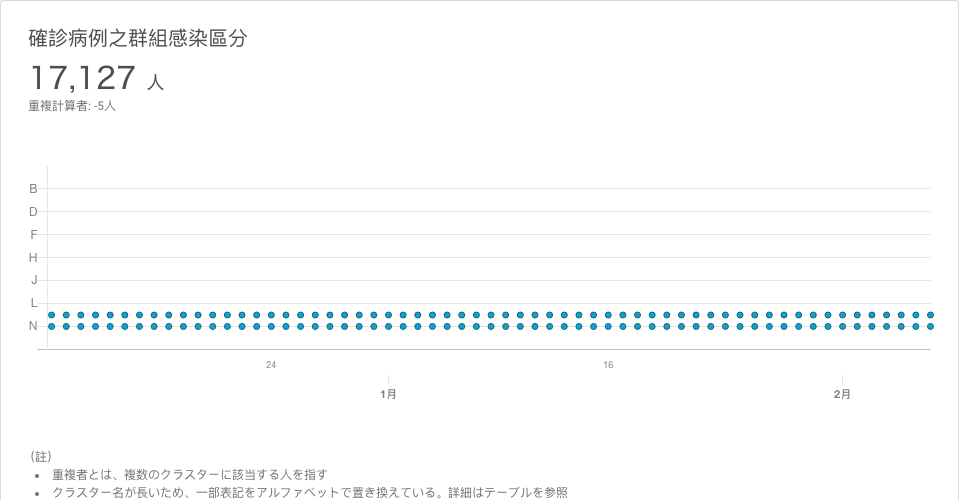 確診病例之群組感染區分
17,127 人
重複計算者: -5人
B
D
F
H
J
L
N
24
16
1月
2月
(註)
• 重複者とは、複数のクラスターに該当する人を指す
• クラスター名が長いため、一部表記をアルファベットで置き換えている。詳細はテーブルを参照